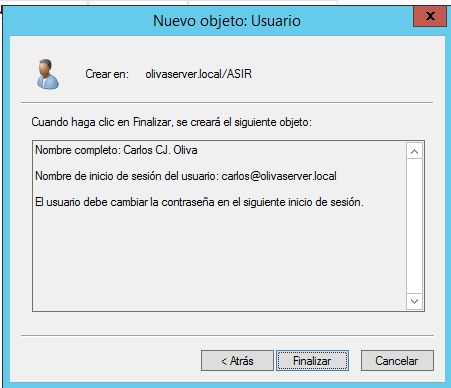 Nuevo objeto: Usuario
x
Crear en: olivaserver.local/ASIR
Cuando haga clic en Finalizar, se creará el siguiente objeto:
Nombre completo: Carlos CJ. Oliva
Nombre de inicio de sesión del usuario: carlos@olivaserver.local
El usuario debe cambiar la contraseña en el siguiente inicio de sesión.
< Atrás Finalizar Cancelar